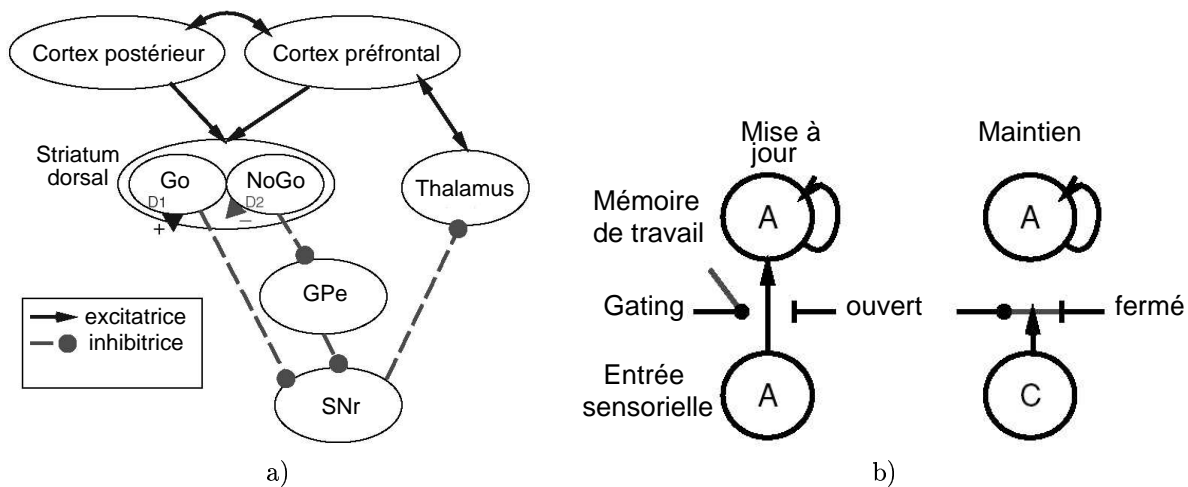 Cortex postérieur
Cortex préfrontal
Striatum
dorsal
Go
NoGo
D1
D2
+
–
Thalamus
GPe
SNr
excitatrice
inhibitrice
a)
Mise à
jour
Maintien
Mémoire
de travail
A
A
Gating
ouvert
fermé
Entrée
sensorielle
A
C
b)